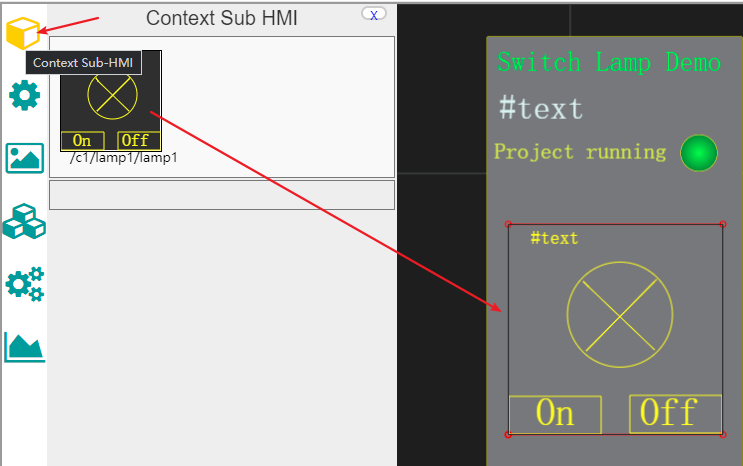 Context Sub HMI
X
Context Sub-HMI
On Off
/c1/lamp1/lamp1
Switch Lamp Demo
#text
Project running
#text
On Off